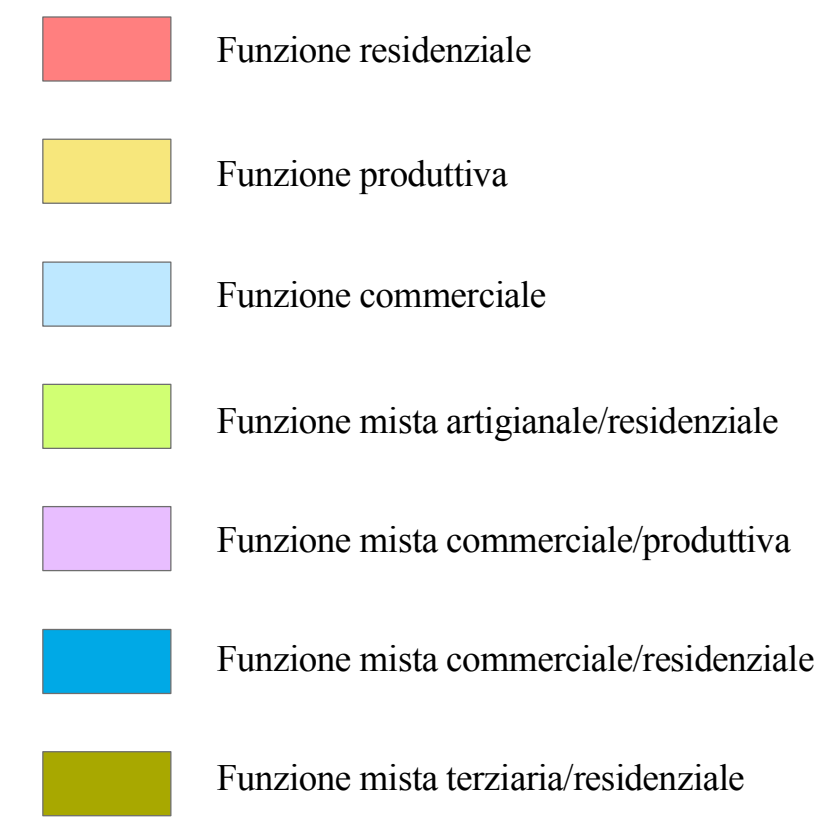 Funzione residenziale
Funzione produttiva
Funzione commerciale
Funzione mista artigianale/residenziale
Funzione mista commerciale/produttiva
Funzione mista commerciale/residenziale
Funzione mista terziaria/residenziale